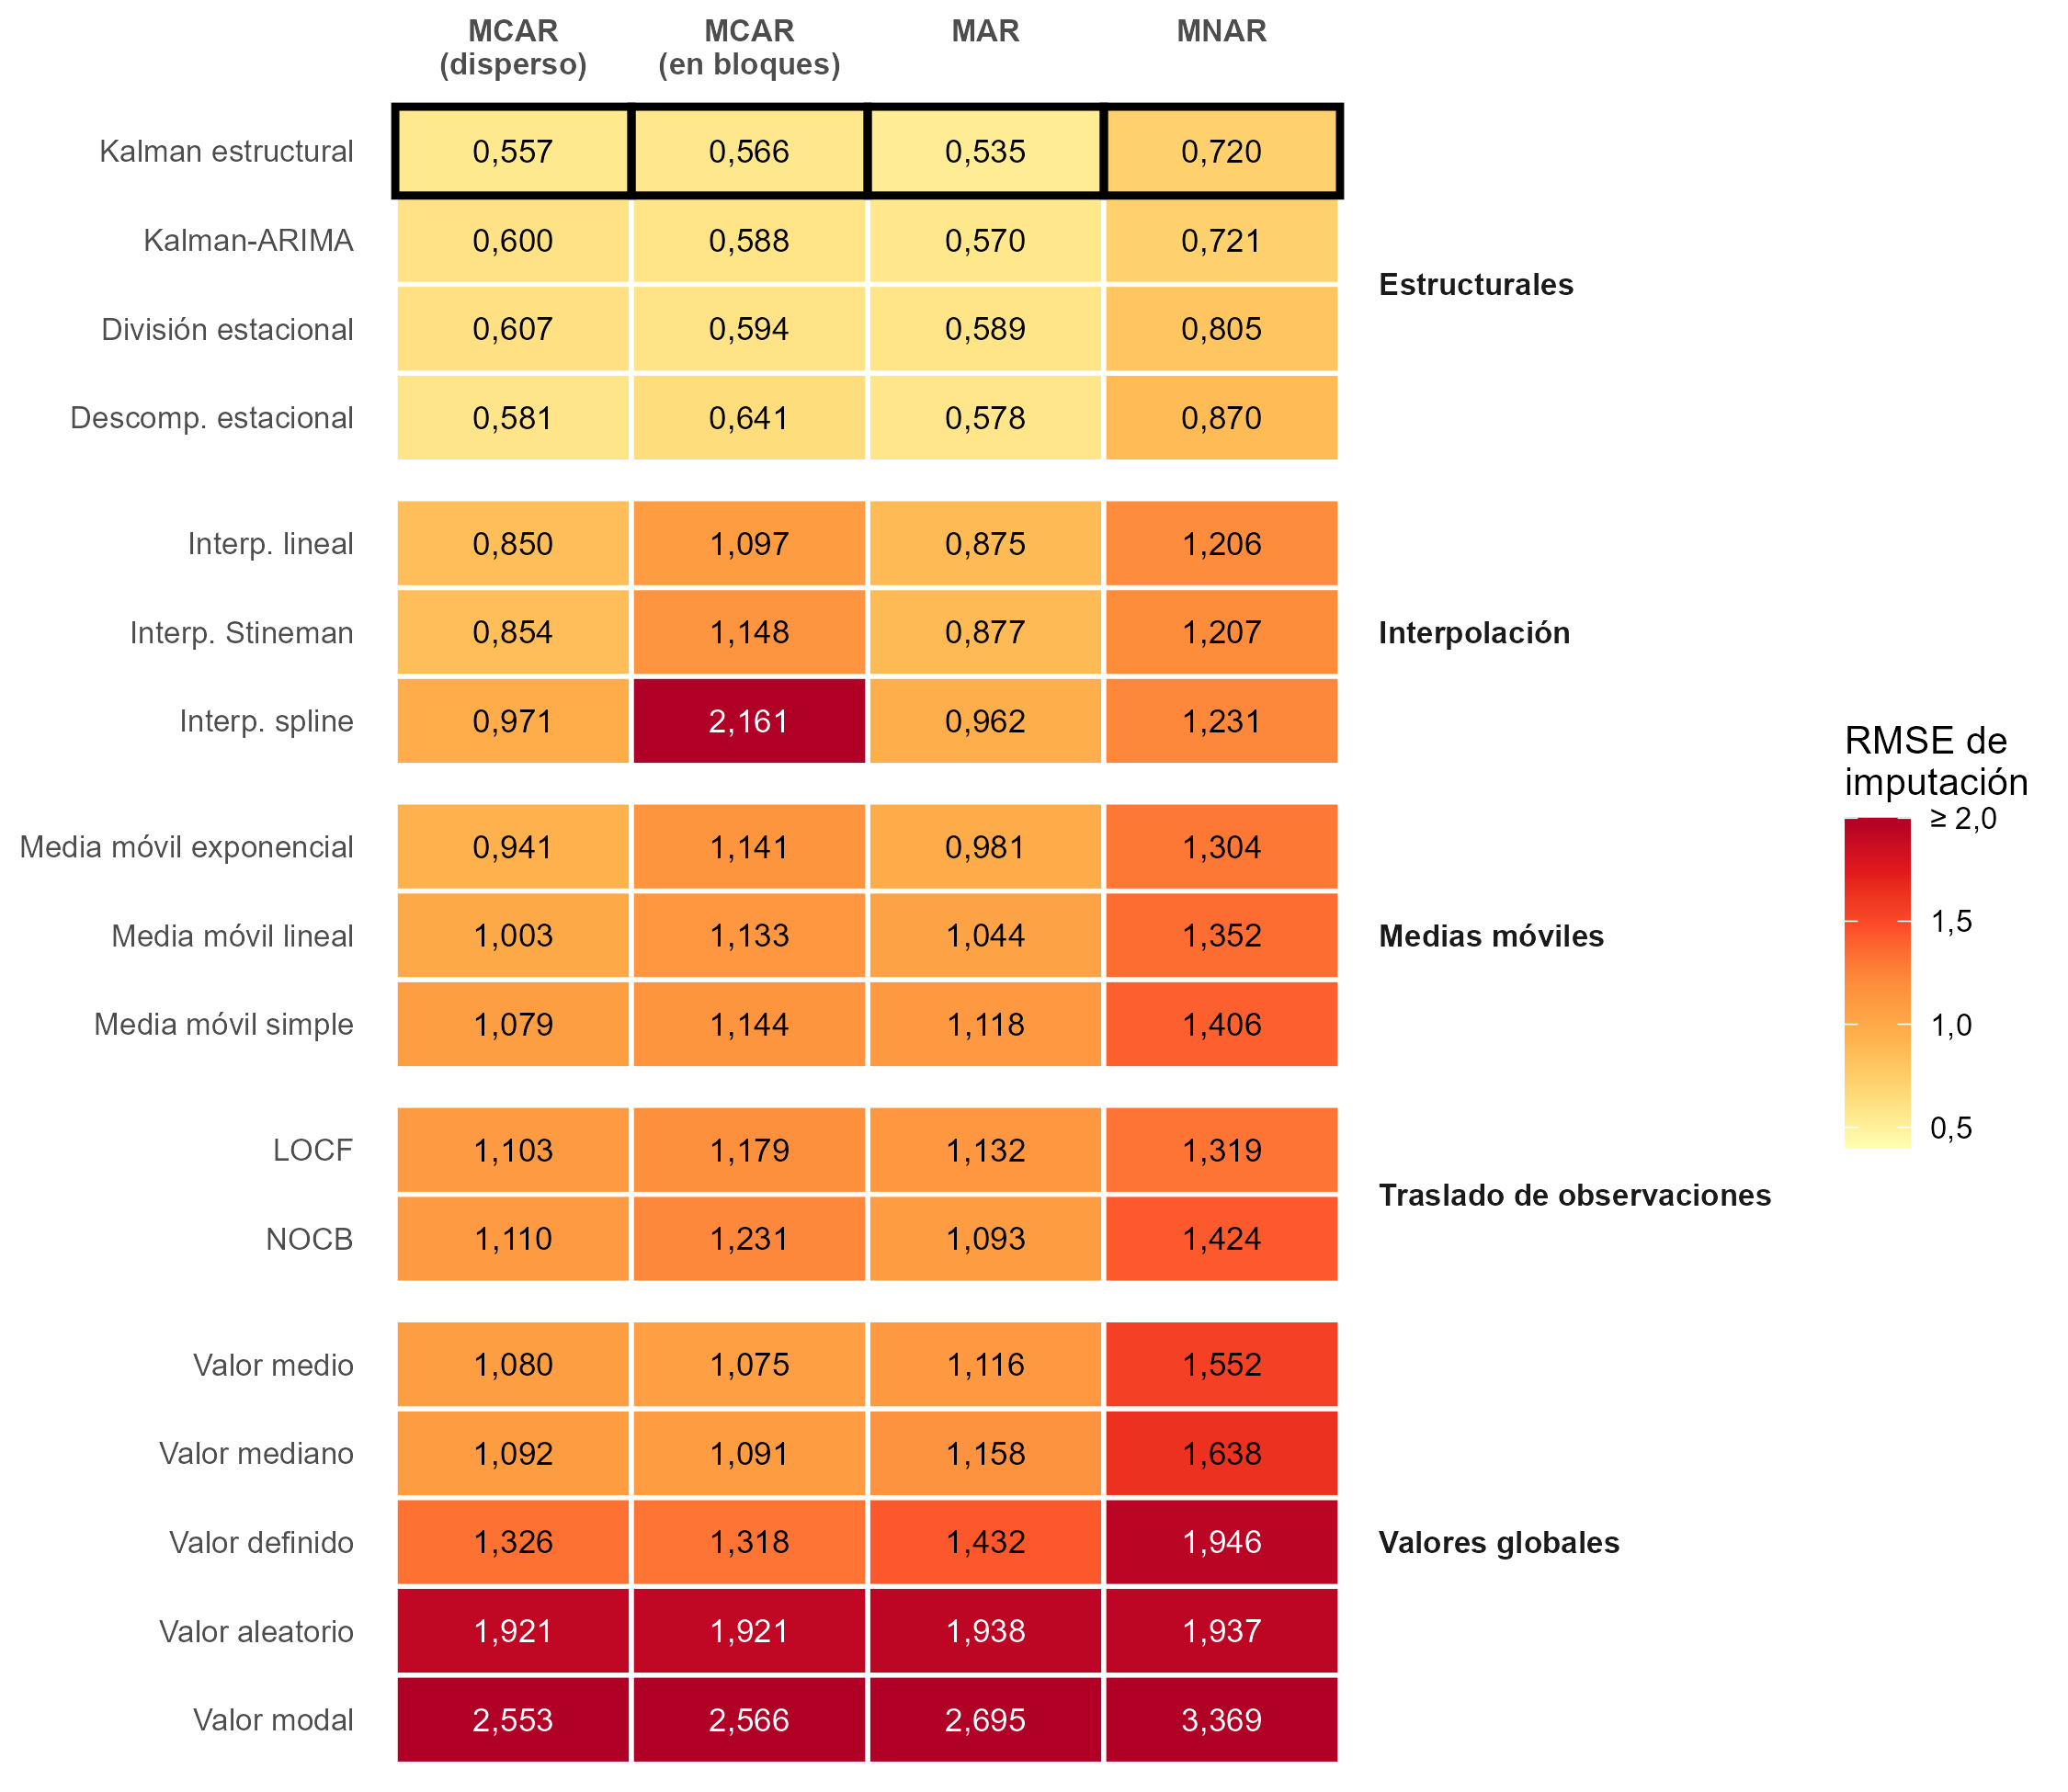 MCAR
(disperso)
MCAR
(en bloques)
MAR
MNAR
Kalman estructural 0,557 0,566 0,535 0,720
Kalman-ARIMA 0,600 0,588 0,570 0,721
Estructurales
División estacional 0,607 0,594 0,589 0,805
Descomp. estacional 0,581 0,641 0,578 0,870
Interp. lineal 0,850 1,097 0,875 1,206
Interp. Stineman 0,854 1,148 0,877 1,207 Interpolación
Interp. spline 0,971 2,161 0,962 1,231
Media móvil exponencial 0,941 1,141 0,981 1,304
Media móvil lineal 1,003 1,133 1,044 1,352 Medias móviles
Media móvil simple 1,079 1,144 1,118 1,406
LOCF 1,103 1,179 1,132 1,319
Traslado de observaciones
NOCB 1,110 1,231 1,093 1,424
Valor medio 1,080 1,075 1,116 1,552
Valor mediano 1,092 1,091 1,158 1,638
Valor definido 1,326 1,318 1,432 1,946 Valores globales
Valor aleatorio 1,921 1,921 1,938 1,937
Valor modal 2,553 2,566 2,695 3,369
RMSE de
imputación
≥ 2,0
1,5
1,0
0,5